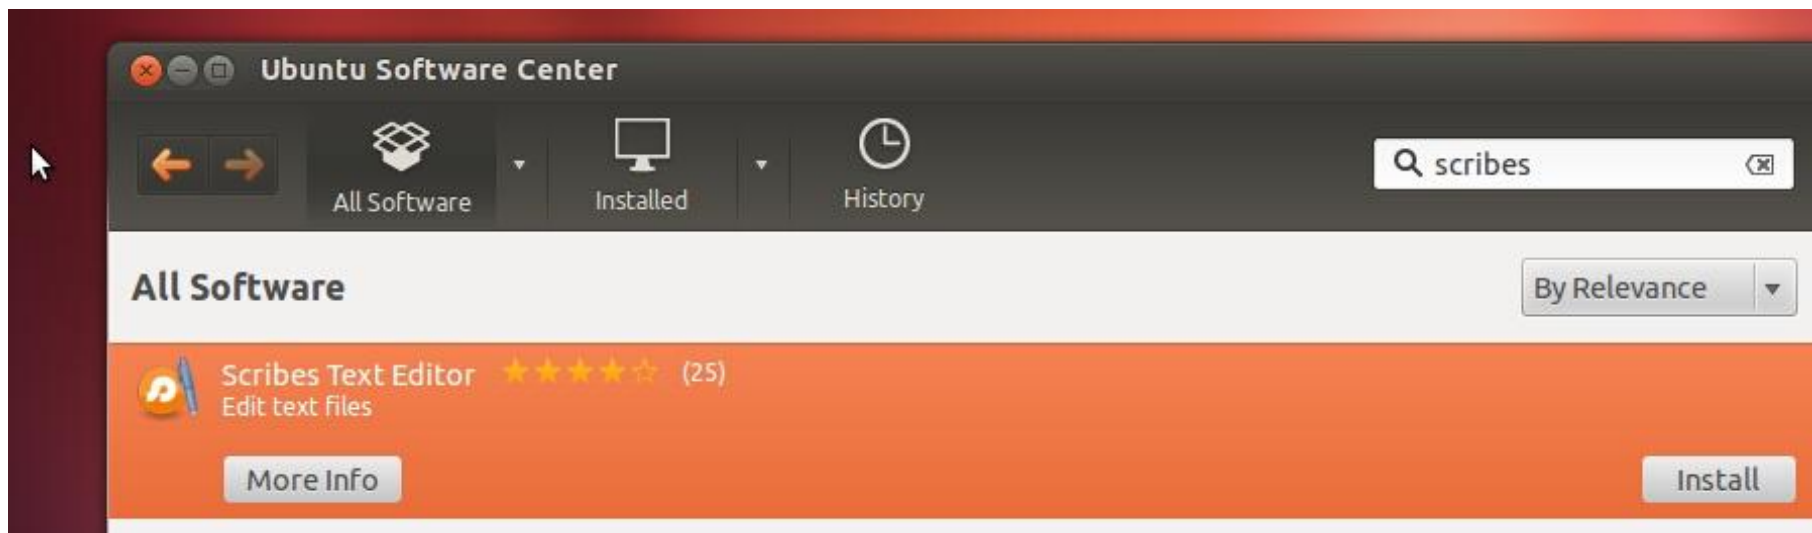 Ubuntu Software Center
All Software
Installed
History
scribes
All Software
By Relevance
Scribes Text Editor (25)
Edit text files
More Info
Install